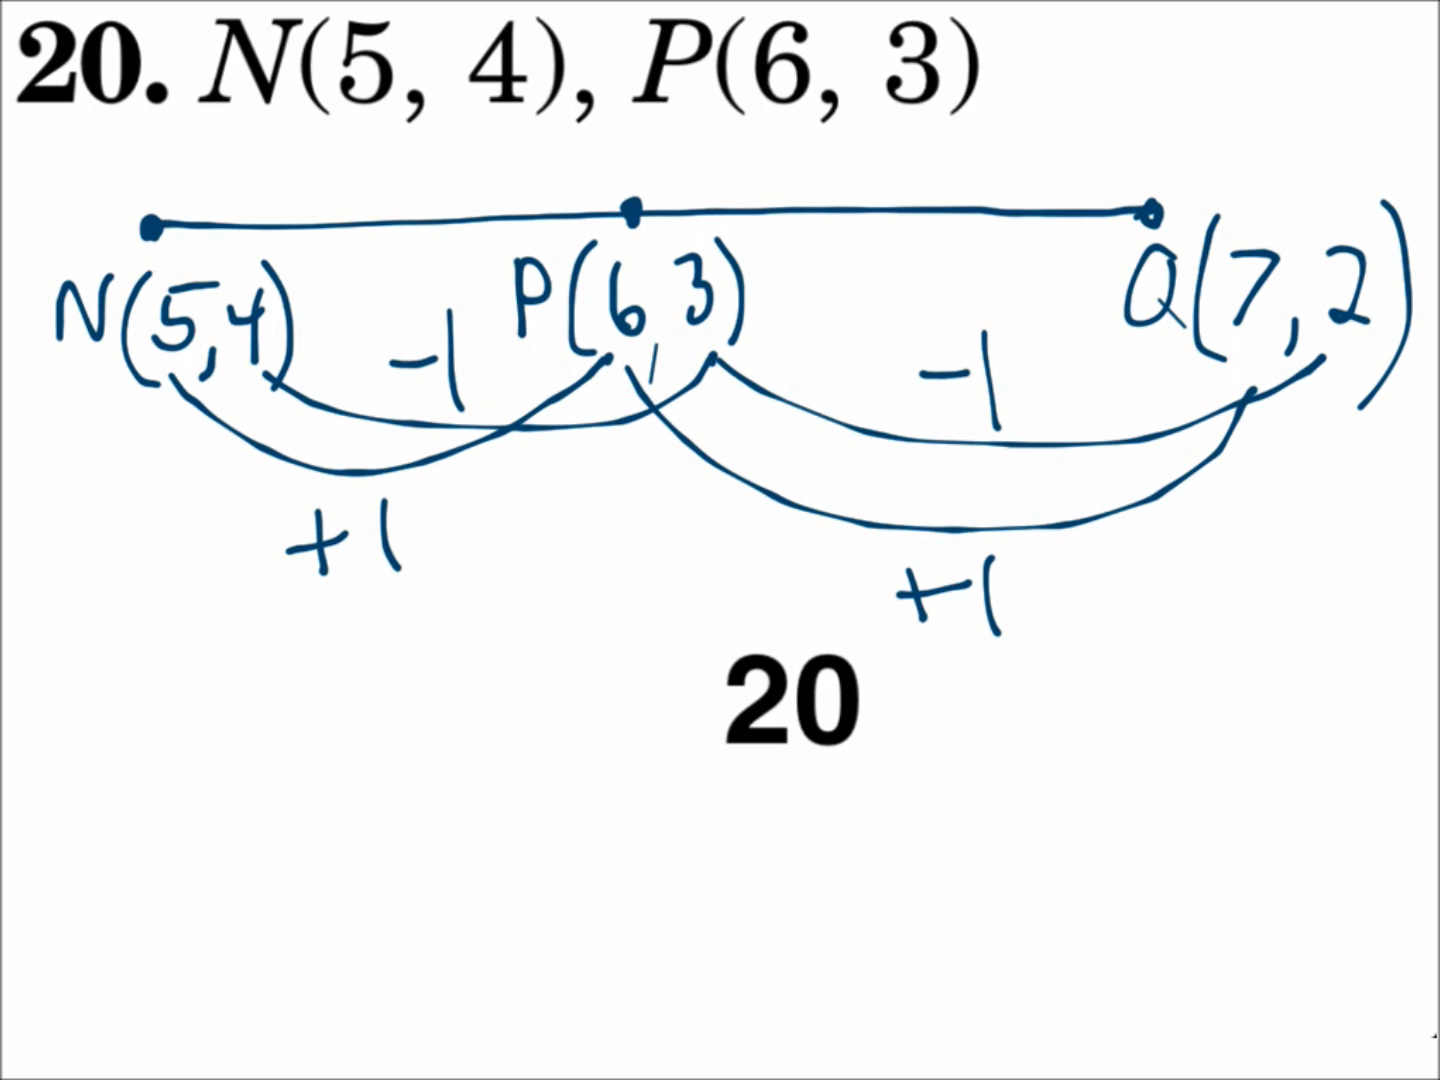 20. N(5, 4), P(6, 3)
N(5,4) P(6,3) Q(7,2)
-1 -1
+1 +1
20